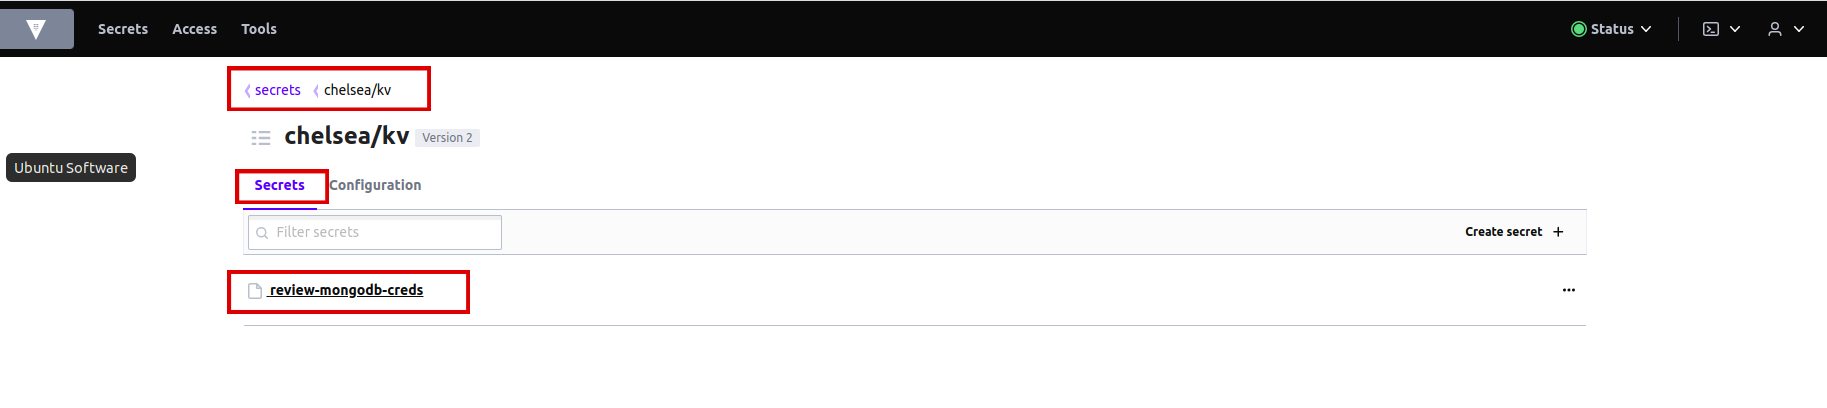 Secrets Access Tools Status
secrets chelsea/kv
chelsea/kv Version 2
Ubuntu Software
Secrets Configuration
Filter secrets Create secret +
review-mongodb-creds